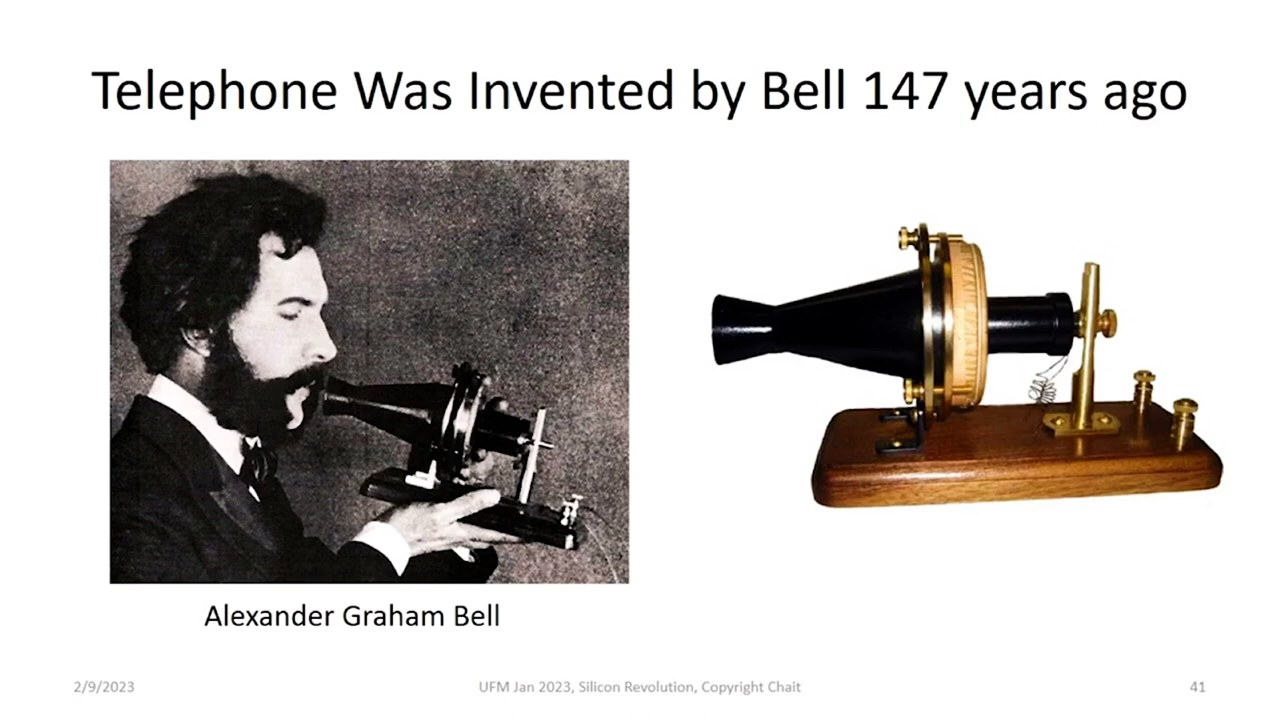 Telephone Was Invented by Bell 147 years ago
Alexander Graham Bell
2/9/2023
UFM Jan 2023, Silicon Revolution, Copyright Chait
41